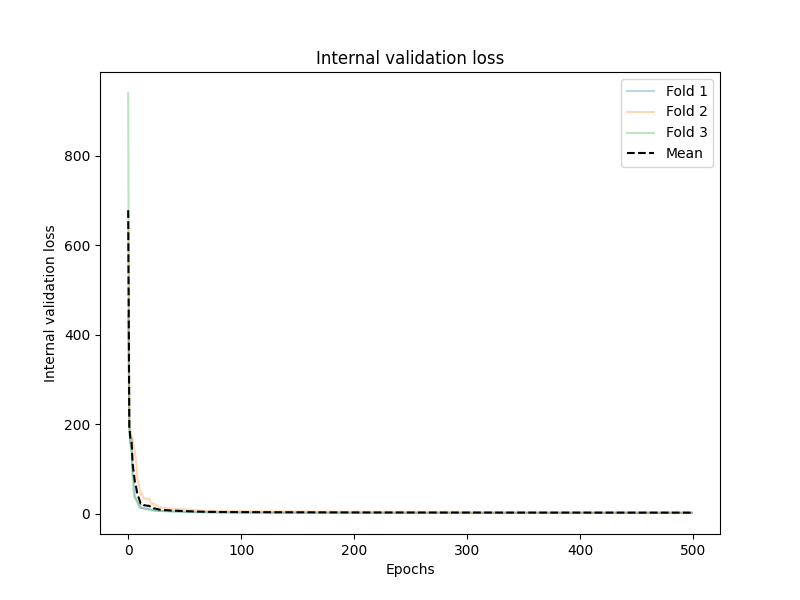 Internal validation loss
Fold 1
Fold 2
Fold 3
Mean
800
600
400
200
0
Internal validation loss
0 100 200 300 400 500
Epochs